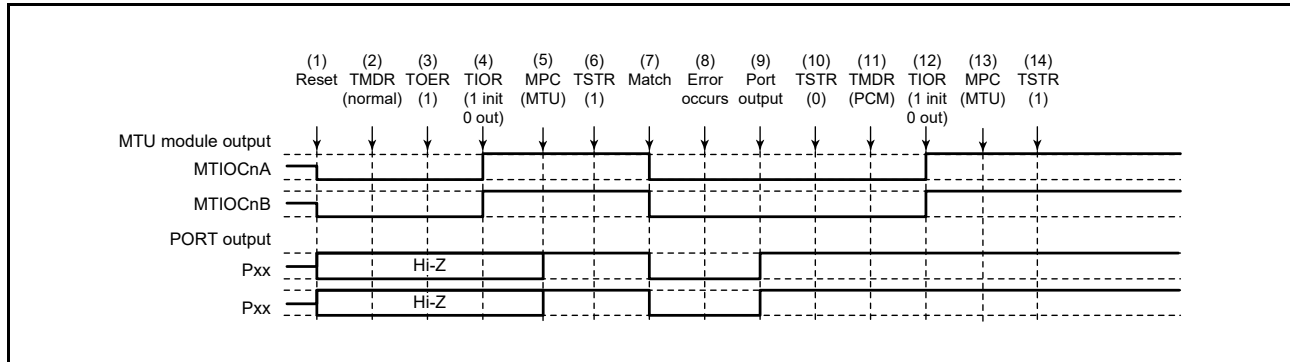 (1) (2) (3) (4) (5) (6) (7) (8) (9) (10) (11) (12) (13) (14)
Reset TMDR TOER TIOR MPC TSTR Match Error Port TSTR TMDR TIOR MPC TSTR
(normal) (1) (1 init (MTU) (1) occurs output (0) (PCM) (1 init (MTU) (1)
0 out) 0 out)
MTU module output
MTIOCnA
MTIOCnB
PORT output
Pxx Hi-Z
Pxx Hi-Z